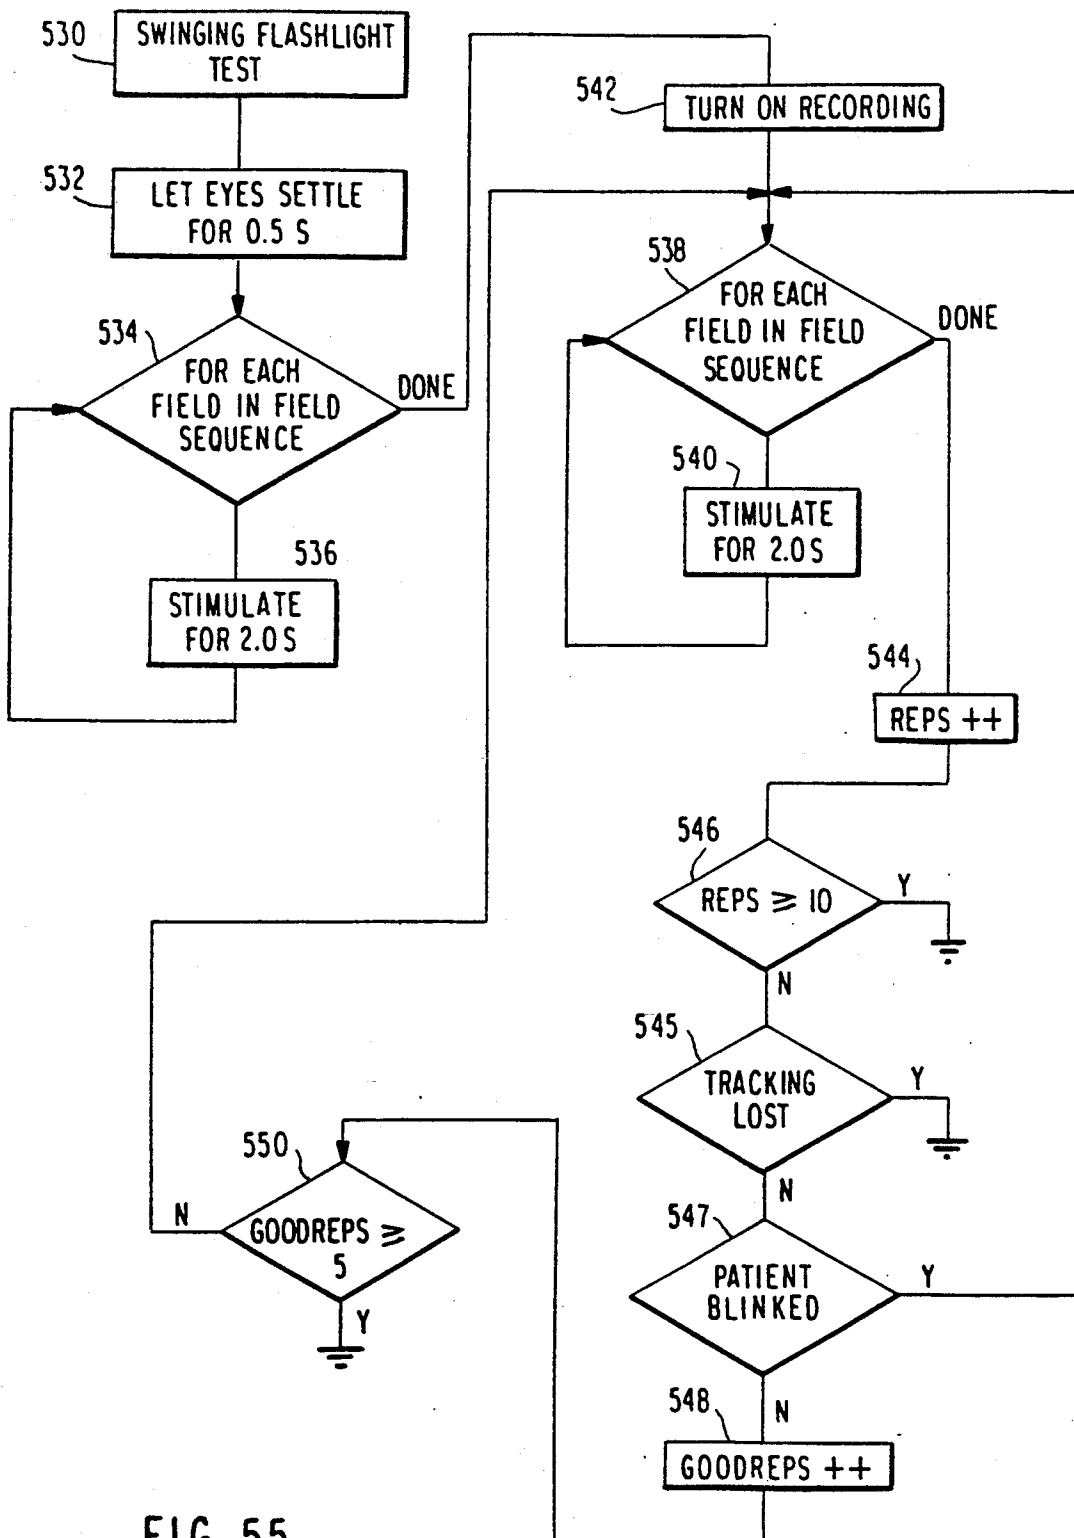 530
SWINGING FLASHLIGHT
TEST
532
LET EYES SETTLE
FOR 0.5 S
534
FOR EACH
FIELD IN FIELD
SEQUENCE
DONE
536
STIMULATE
FOR 2.0 S
542
TURN ON RECORDING
538
FOR EACH
FIELD IN FIELD
SEQUENCE
DONE
540
STIMULATE
FOR 2.0 S
544
REPS ++
546
REPS ⩾ 10
Y
N
545
TRACKING
LOST
Y
N
547
PATIENT
BLINKED
Y
N
548
GOODREPS ++
550
GOODREPS ⩾
5
N
Y
FIG. 55